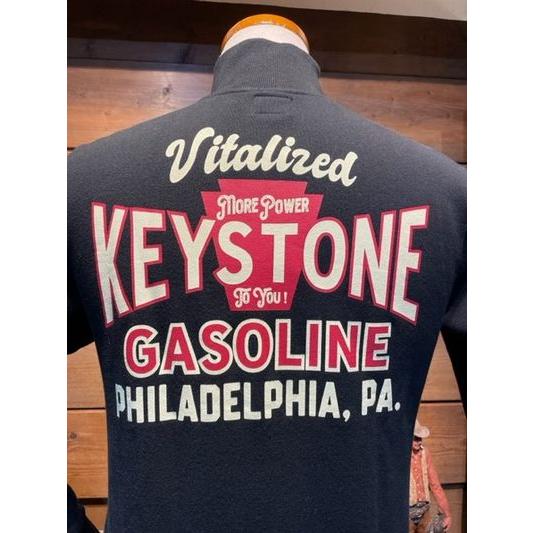 Vitalized
More Power
KEYSTONE
To You!
GASOLINE
PHILADELPHIA, PA.